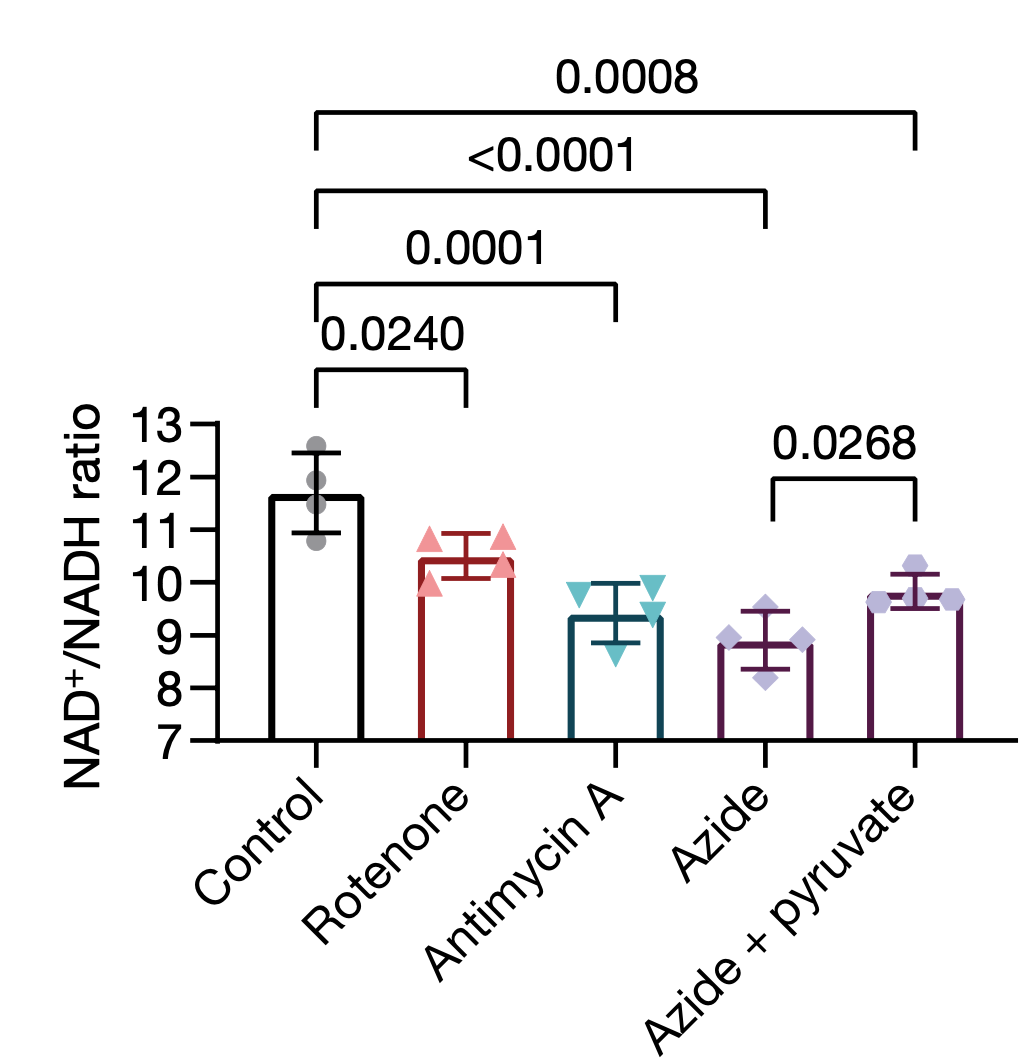 0.0008
<0.0001
0.0001
0.0240
0.0268
NAD⁺/NADH ratio
13
12
11
10
9
8
7
Control
Rotenone
Antimycin A
Azide
Azide + pyruvate